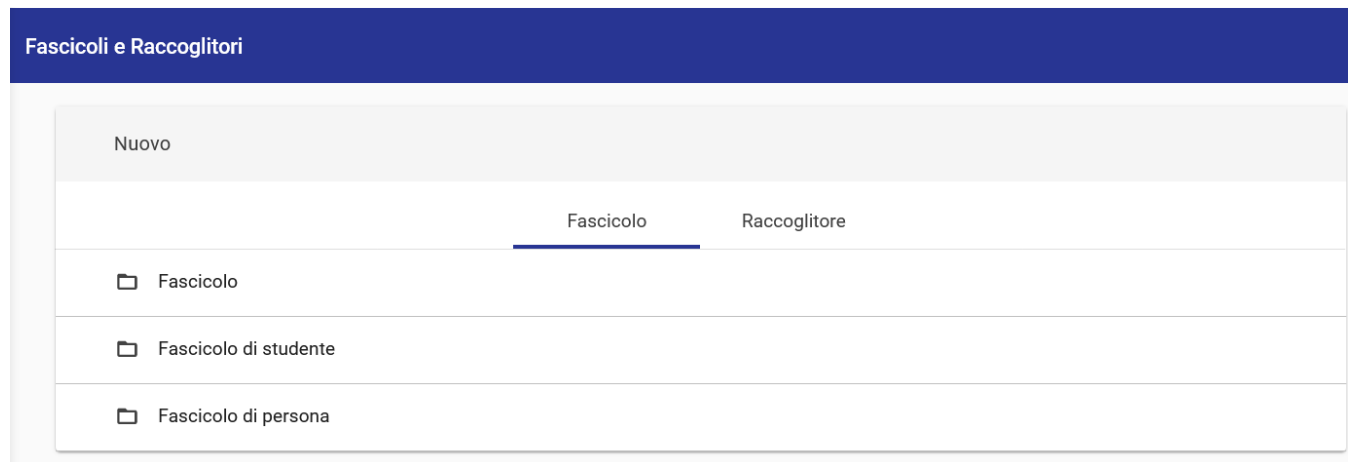 Fascicoli e Raccoglitori
Nuovo
Fascicolo Raccoglitore
Fascicolo
Fascicolo di studente
Fascicolo di persona